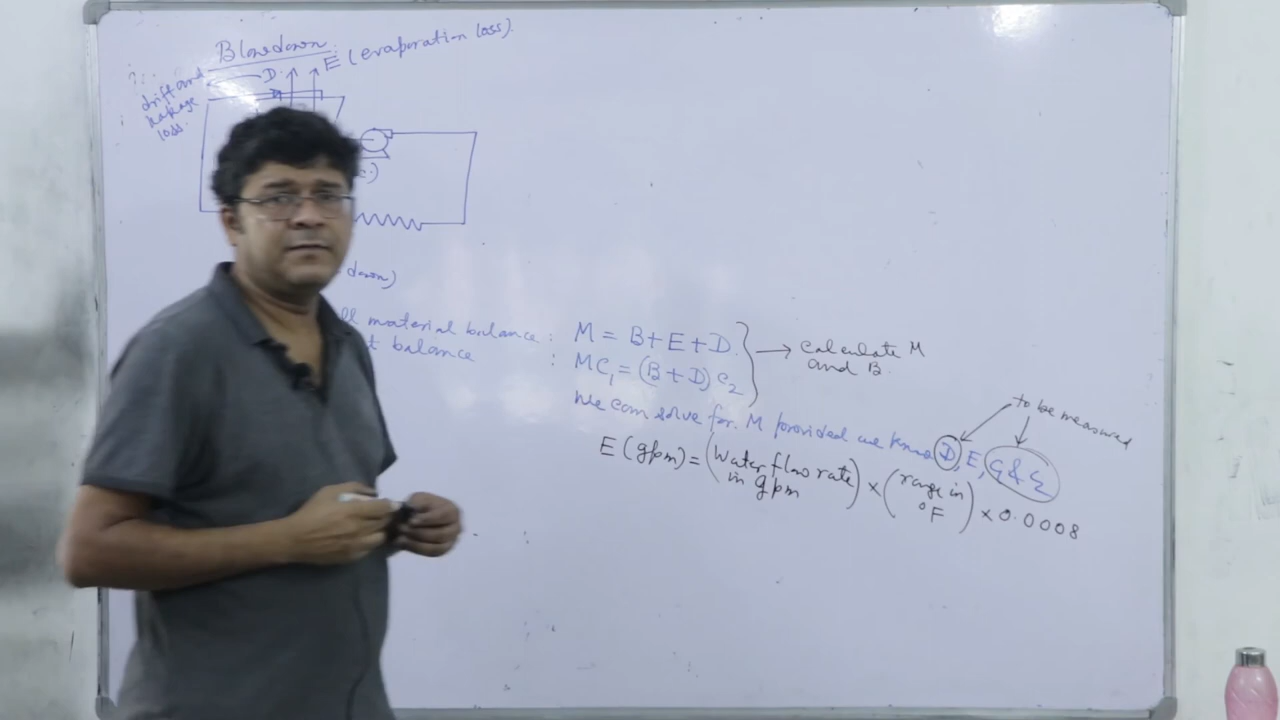 Blowdown
E (evaporation loss).
D
drift and
leakage
loss.
down)
ll material balance : M = B + E + D.
t balance : MC₁ = (B + D) C₂
→ calculate M
and B.
We can solve for M provided we know D, E, C₁ & C₂
to be measured
E (gpm) = (Water flow rate in gpm) × (range in °F) × 0.0008